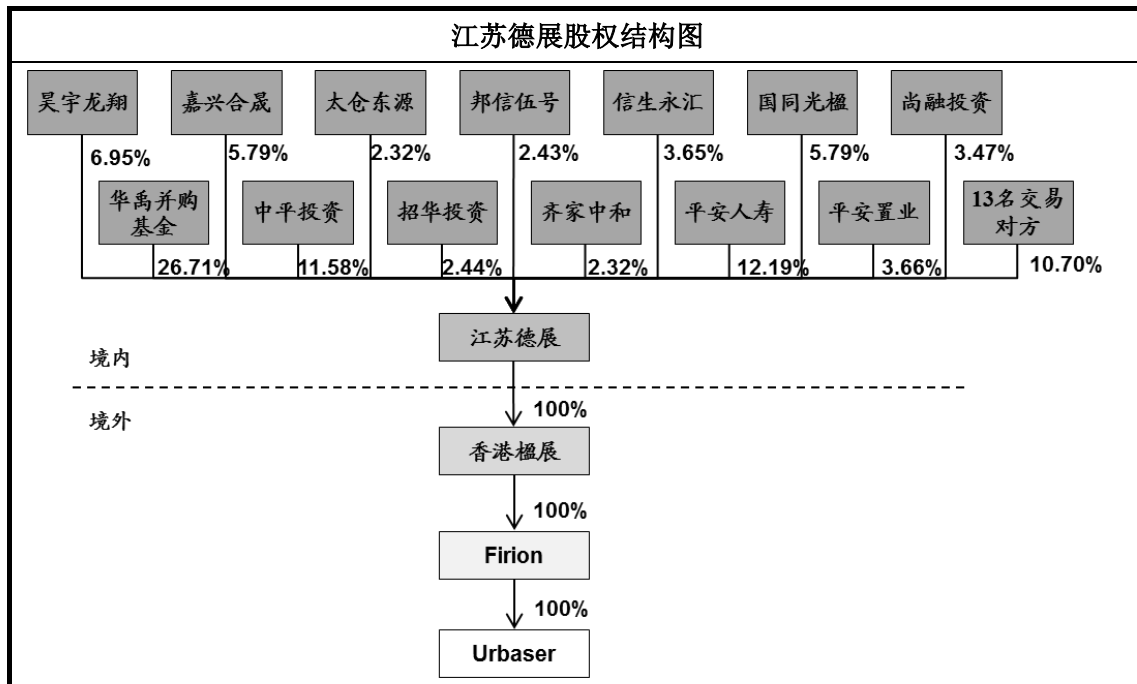 江苏德展股权结构图
昊宇龙翔
嘉兴合晟
太仓东源
邦信伍号
信生永汇
国同光楹
尚融投资
6.95%
5.79%
2.32%
2.43%
3.65%
5.79%
3.47%
华禹并购
基金
中平投资
招华投资
齐家中和
平安人寿
平安置业
13名交易
对方
26.71%
11.58%
2.44%
2.32%
12.19%
3.66%
10.70%
江苏德展
境内
境外
100%
香港楹展
100%
Firion
100%
Urbaser